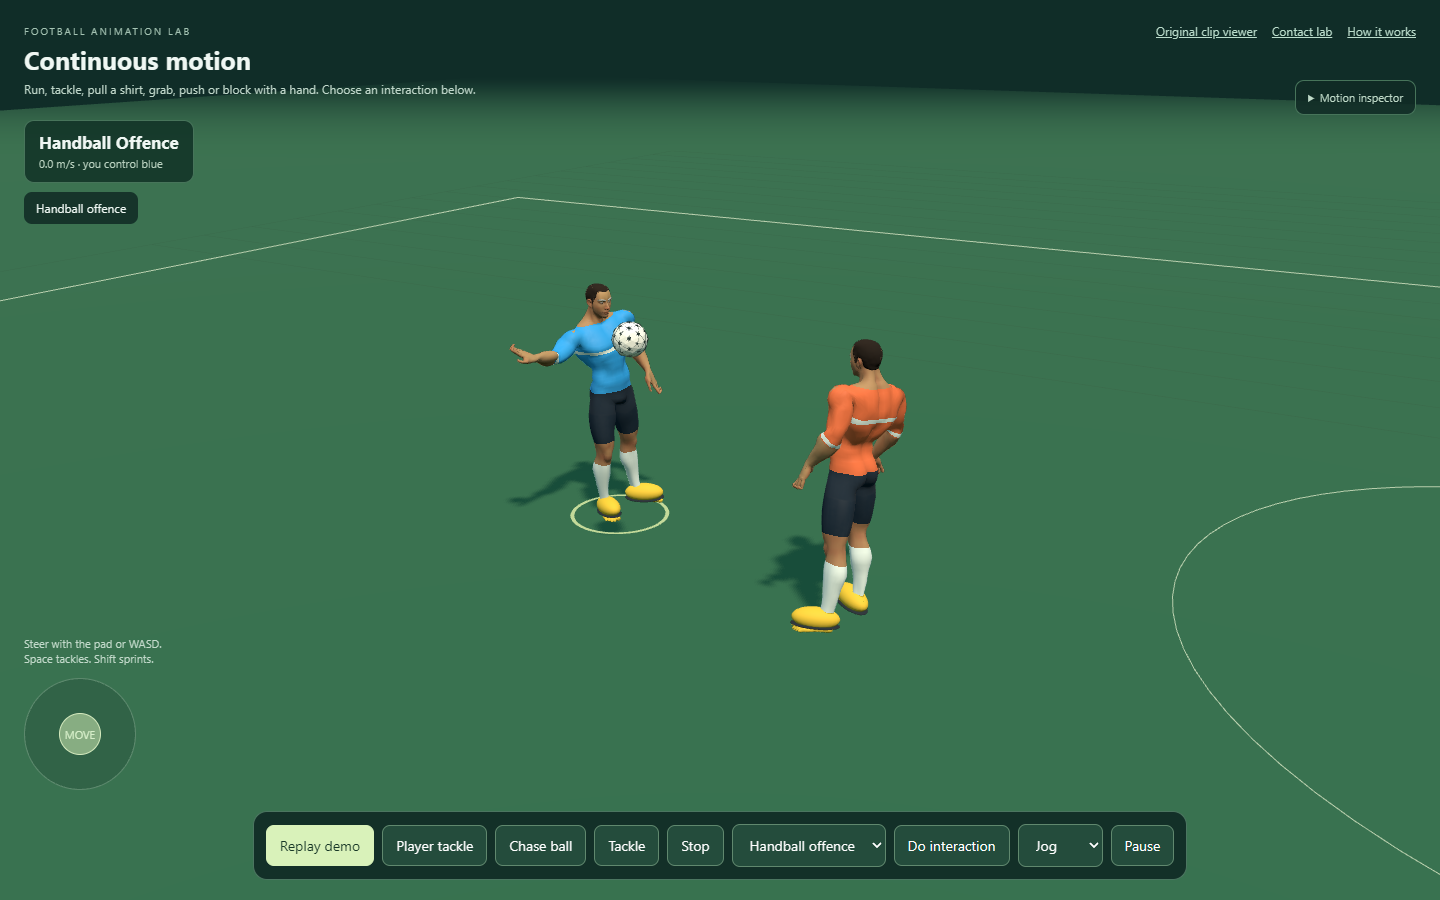 FOOTBALL ANIMATION LAB
Continuous motion
Run, tackle, pull a shirt, grab, push or block with a hand. Choose an interaction below.
Original clip viewer
Contact lab
How it works
Motion inspector
Handball Offence
0.0 m/s · you control blue
Handball offence
Steer with the pad or WASD.
Space tackles. Shift sprints.
MOVE
Replay demo
Player tackle
Chase ball
Tackle
Stop
Handball offence
Do interaction
Jog
Pause